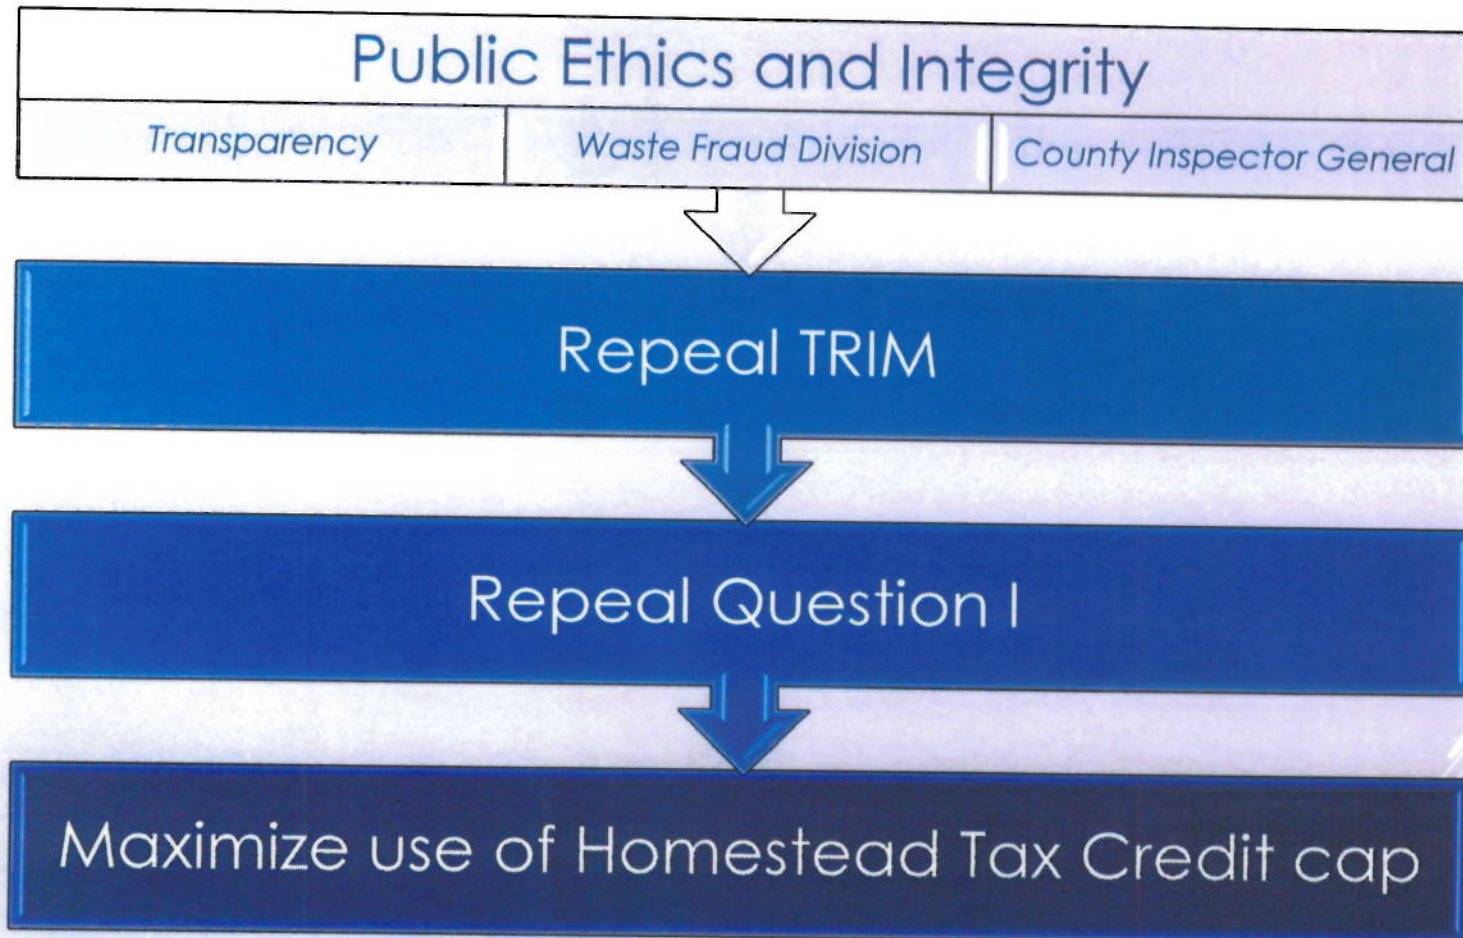 Public Ethics and Integrity
Transparency
Waste Fraud Division
County Inspector General
Repeal TRIM
Repeal Question I
Maximize use of Homestead Tax Credit cap